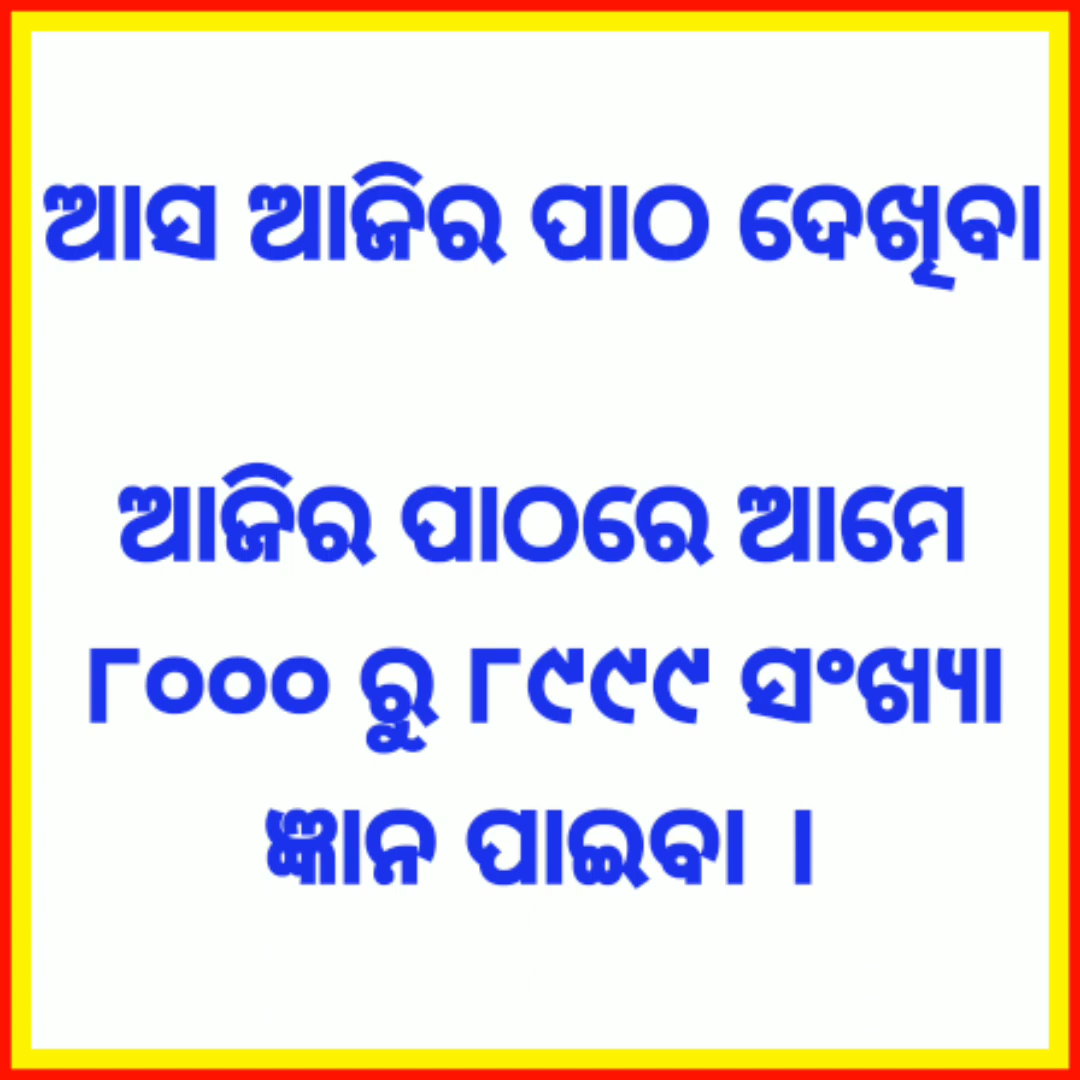 ଆସ ଆଜିର ପାଠ ଦେଖିବା
ଆଜିର ପାଠରେ ଆମେ
୮୦୦୦ ରୁ ୮୯୯୯ ସଂଖ୍ୟା
ଜ୍ଞାନ ପାଇବା ।